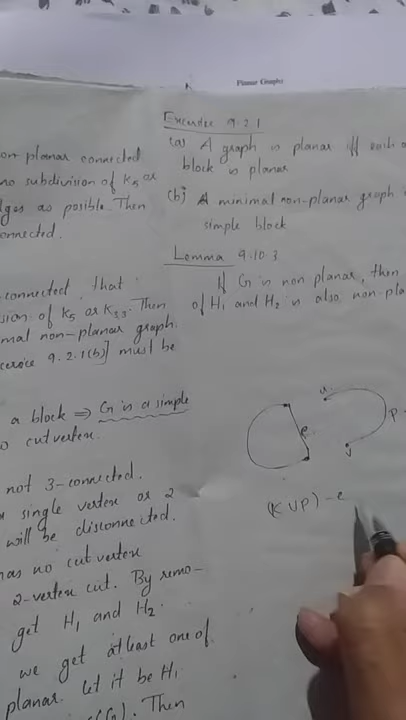 Planar Graphs
on planar connected
no subdivision of K5 or
dges as posible. Then
onnected.
connected, that
sion of K5 or K3,3. Then
mal non-planar graph.
ercise 9.2.1(b)] must be
a block ⇒ G is a simple
o cut vertex.
not 3-connected.
single vertex or 2
will be disconnected.
has no cut vertex
2-vertex cut. By remo-
get H1 and H2
we get atleast one of
planar. let it be H1
Then
Exercise 9.2.1
(a) A graph is planar iff each o
block is planar
(b) A minimal non-planar graph i
simple block
Lemma 9.10.3
If G is non planar, then
of H1 and H2 is also non-pla
u
e
P
v
(K ∪ P) - e